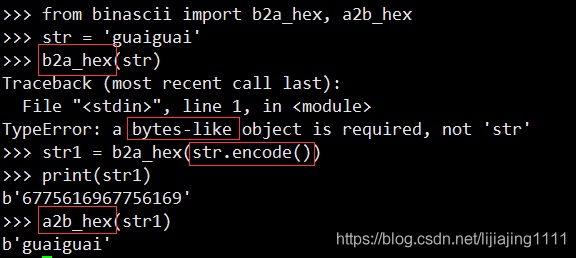 >>> from binascii import b2a_hex, a2b_hex
>>> str = 'guaiguai'
>>> b2a_hex(str)
Traceback (most recent call last):
  File "<stdin>", line 1, in <module>
TypeError: a bytes-like object is required, not 'str'
>>> str1 = b2a_hex(str.encode())
>>> print(str1)
b'6775616967756169'
>>> a2b_hex(str1)
b'guaiguai'
https://blog.csdn.net/lijiajing1111